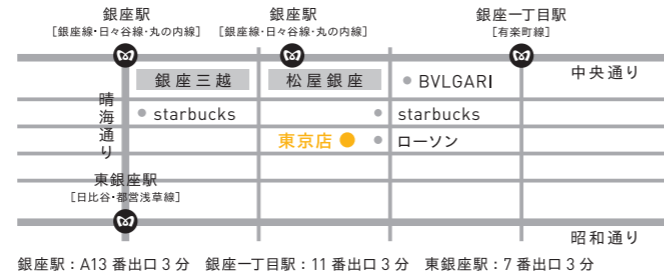 銀座駅
[銀座線・日々谷線・丸の内線]
銀座駅
[銀座線・日々谷線・丸の内線]
銀座一丁目駅
[有楽町線]
中央通り
銀座三越
松屋銀座
BVLGARI
晴海通り
starbucks
starbucks
東京店
ローソン
東銀座駅
[日比谷・都営浅草線]
昭和通り
銀座駅：A13 番出口 3 分　銀座一丁目駅：11 番出口 3 分　東銀座駅：7 番出口 3 分